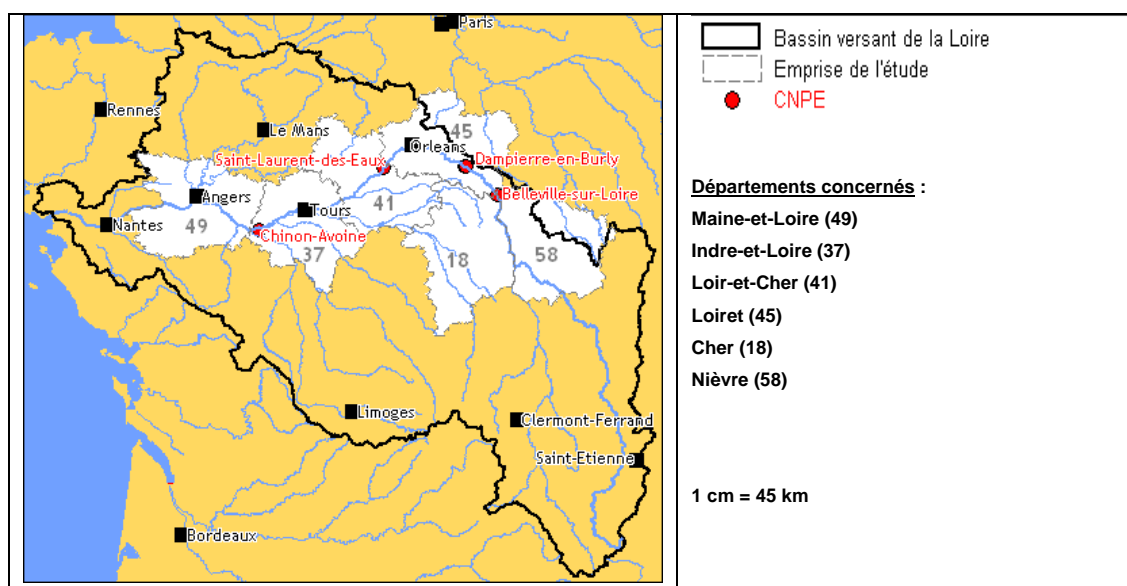 Paris
Rennes
Le Mans
45
Orleans
Saint-Laurent-des-Eaux
Dampierre-en-Burly
Angers
41
Belleville-sur-Loire
Tours
Nantes
49
Chinon-Avoine
37
18
58
Limoges
Clermont-Ferrand
Saint-Etienne
Bordeaux
Bassin versant de la Loire
Emprise de l'étude
CNPE
Départements concernés :
Maine-et-Loire (49)
Indre-et-Loire (37)
Loir-et-Cher (41)
Loiret (45)
Cher (18)
Nièvre (58)
1 cm = 45 km